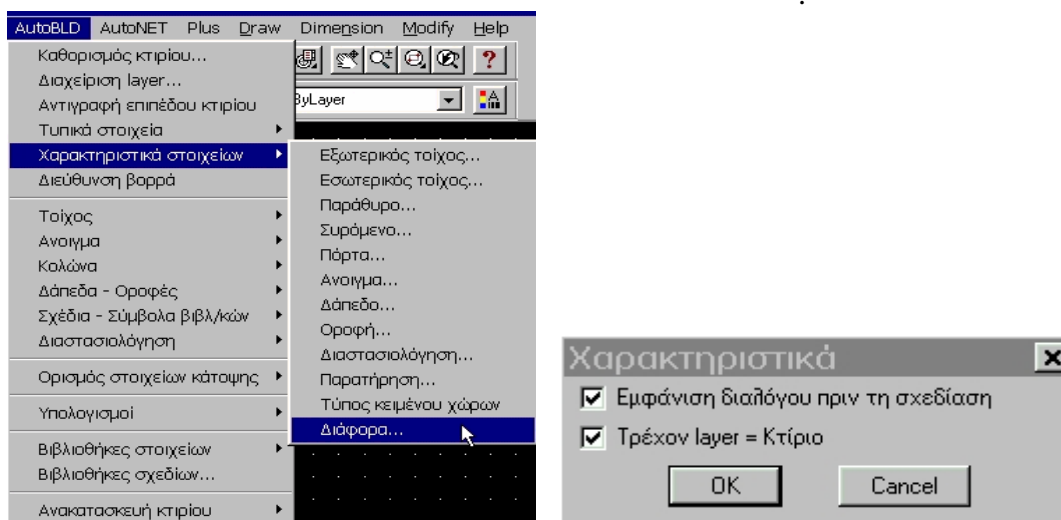 AutoBLD AutoNET Plus Draw Dimension Modify Help
Καθορισμός κτιρίου...
Διαχείριση layer...
Αντιγραφή επιπέδου κτιρίου
Τυπικά στοιχεία
Χαρακτηριστικά στοιχείων
Διεύθυνση βορρά
Τοίχος
Ανοιγμα
Κολώνα
Δάπεδα - Οροφές
Σχέδια - Σύμβολα βιβλ/κών
Διαστασιολόγηση
Ορισμός στοιχείων κάτοψης
Υπολογισμοί
Βιβλιοθήκες στοιχείων
Βιβλιοθήκες σχεδίων...
Ανακατασκευή κτιρίου
ByLayer
Εξωτερικός τοίχος...
Εσωτερικός τοίχος...
Παράθυρο...
Συρόμενο...
Πόρτα...
Ανοιγμα...
Δάπεδο...
Οροφή...
Διαστασιολόγηση...
Παρατήρηση...
Τύπος κειμένου χώρων
Διάφορα...
Χαρακτηριστικά
Εμφάνιση διαλόγου πριν τη σχεδίαση
Τρέχον layer = Κτίριο
OK Cancel